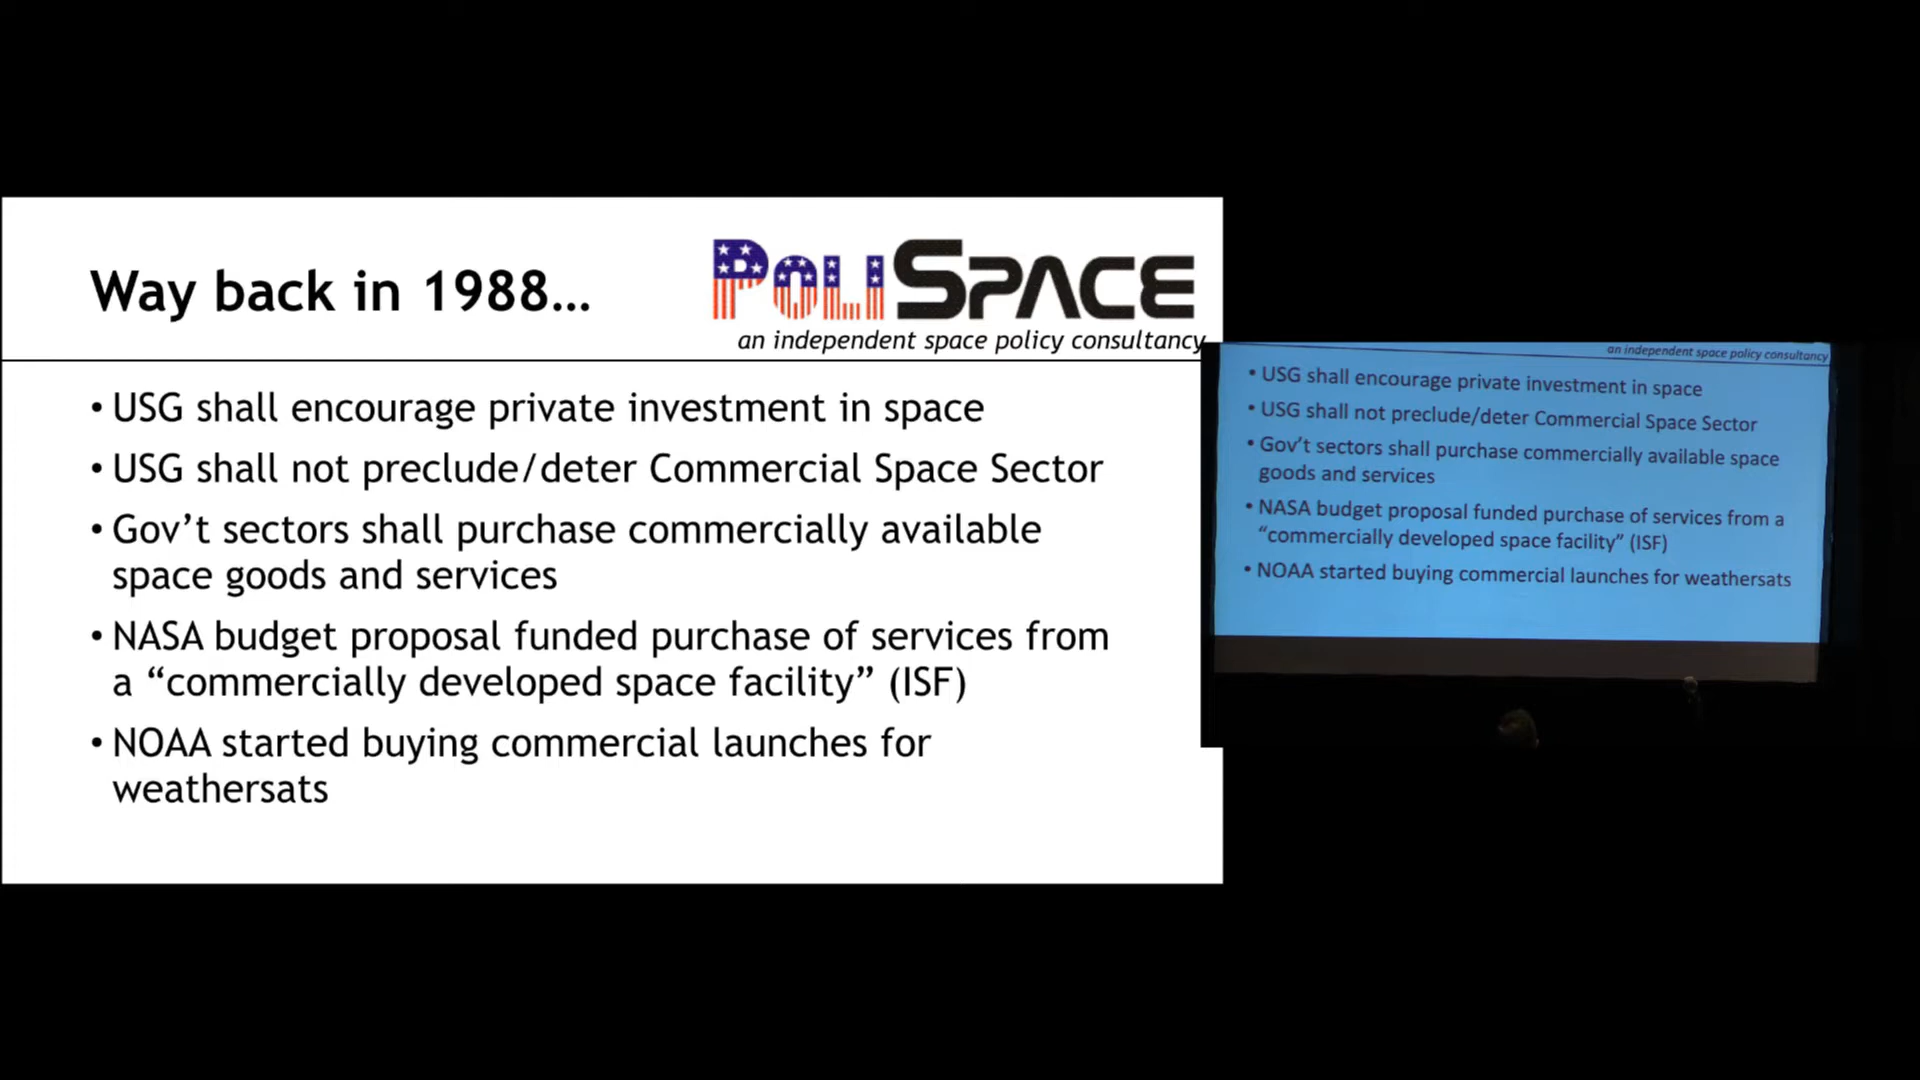 Way back in 1988...
POLISPACE
an independent space policy consultancy
• USG shall encourage private investment in space
• USG shall not preclude/deter Commercial Space Sector
• Gov’t sectors shall purchase commercially available
space goods and services
• NASA budget proposal funded purchase of services from
a “commercially developed space facility” (ISF)
• NOAA started buying commercial launches for
weathersats
an independent space policy consultancy
• USG shall encourage private investment in space
• USG shall not preclude/deter Commercial Space Sector
• Gov’t sectors shall purchase commercially available space
goods and services
• NASA budget proposal funded purchase of services from a
“commercially developed space facility” (ISF)
• NOAA started buying commercial launches for weathersats